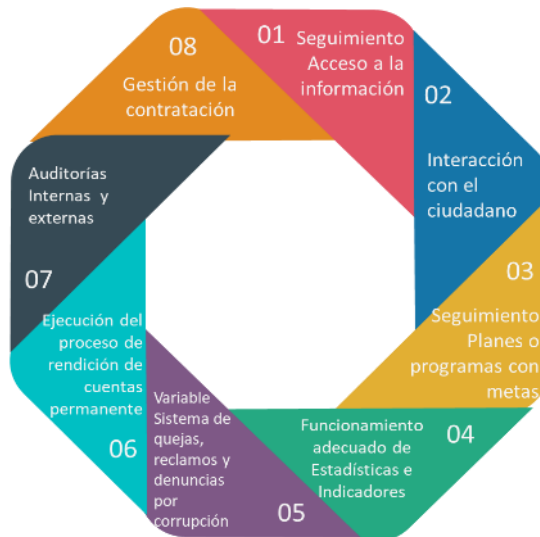 01
Seguimiento
Acceso a la
información
02
Interacción
con el
ciudadano
03
Seguimiento
Planes o
programas con
metas
04
Funcionamiento
adecuado de
Estadísticas e
Indicadores
05
Variable
Sistema de
quejas,
reclamos y
denuncias
por
corrupción
06
Ejecución del
proceso de
rendición de
cuentas
permanente
07
Auditorías
Internas y
externas
08
Gestión de la
contratación